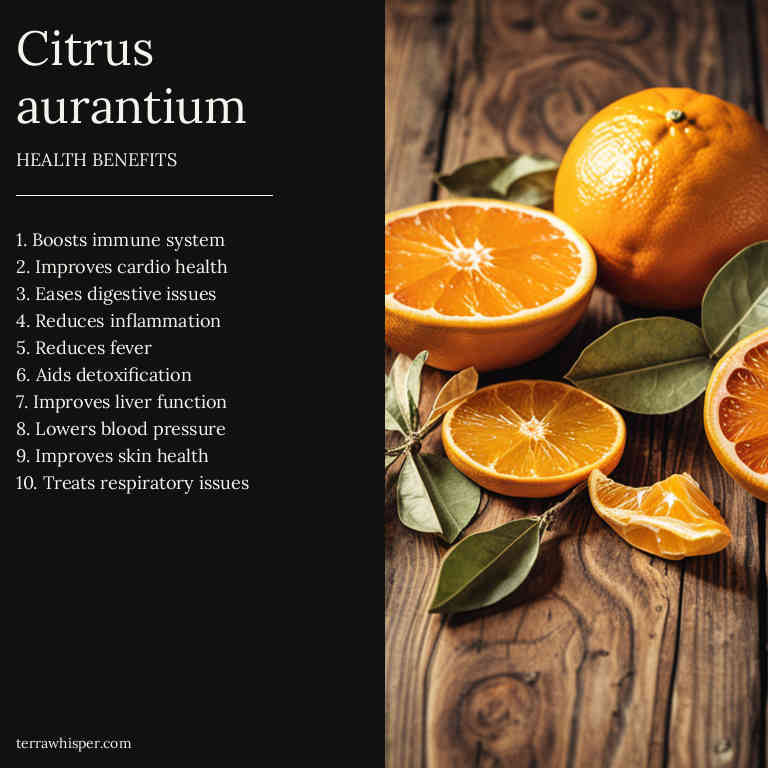 Citrus
aurantium
HEALTH BENEFITS
1. Boosts immune system
2. Improves cardio health
3. Eases digestive issues
4. Reduces inflammation
5. Reduces fever
6. Aids detoxification
7. Improves liver function
8. Lowers blood pressure
9. Improves skin health
10. Treats respiratory issues
terrawhisper.com